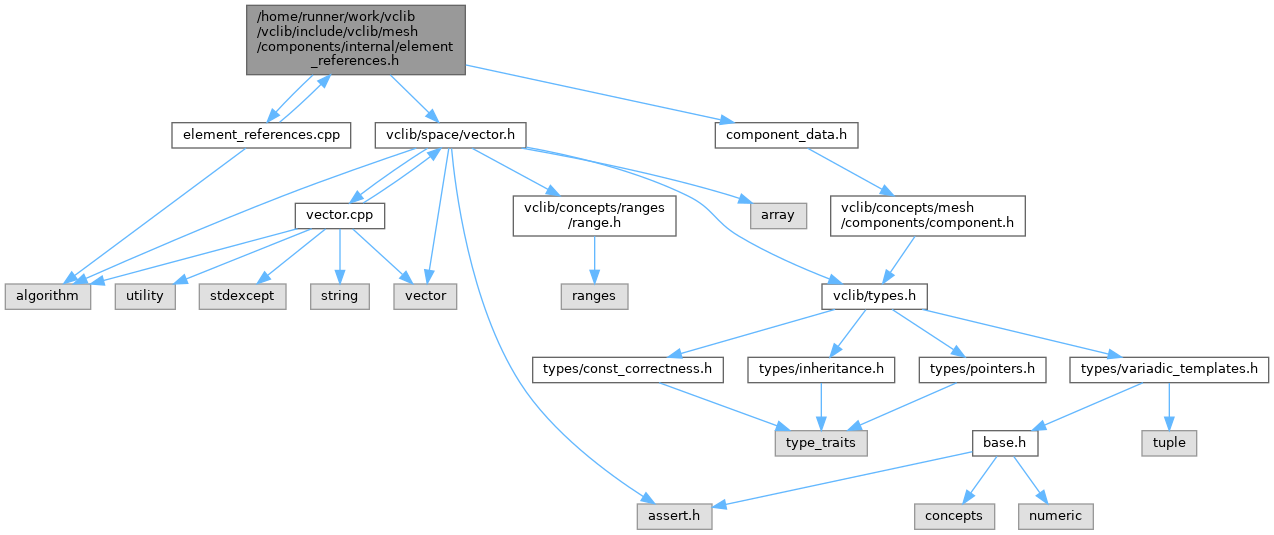 /home/runner/work/vclib
/vclib/include/vclib/mesh
/components/internal/element
_references.h
element_references.cpp
vclib/space/vector.h
component_data.h
vector.cpp
vclib/concepts/ranges
/range.h
array
vclib/concepts/mesh
/components/component.h
algorithm
utility
stdexcept
string
vector
ranges
vclib/types.h
types/const_correctness.h
types/inheritance.h
types/pointers.h
types/variadic_templates.h
type_traits
base.h
tuple
assert.h
concepts
numeric